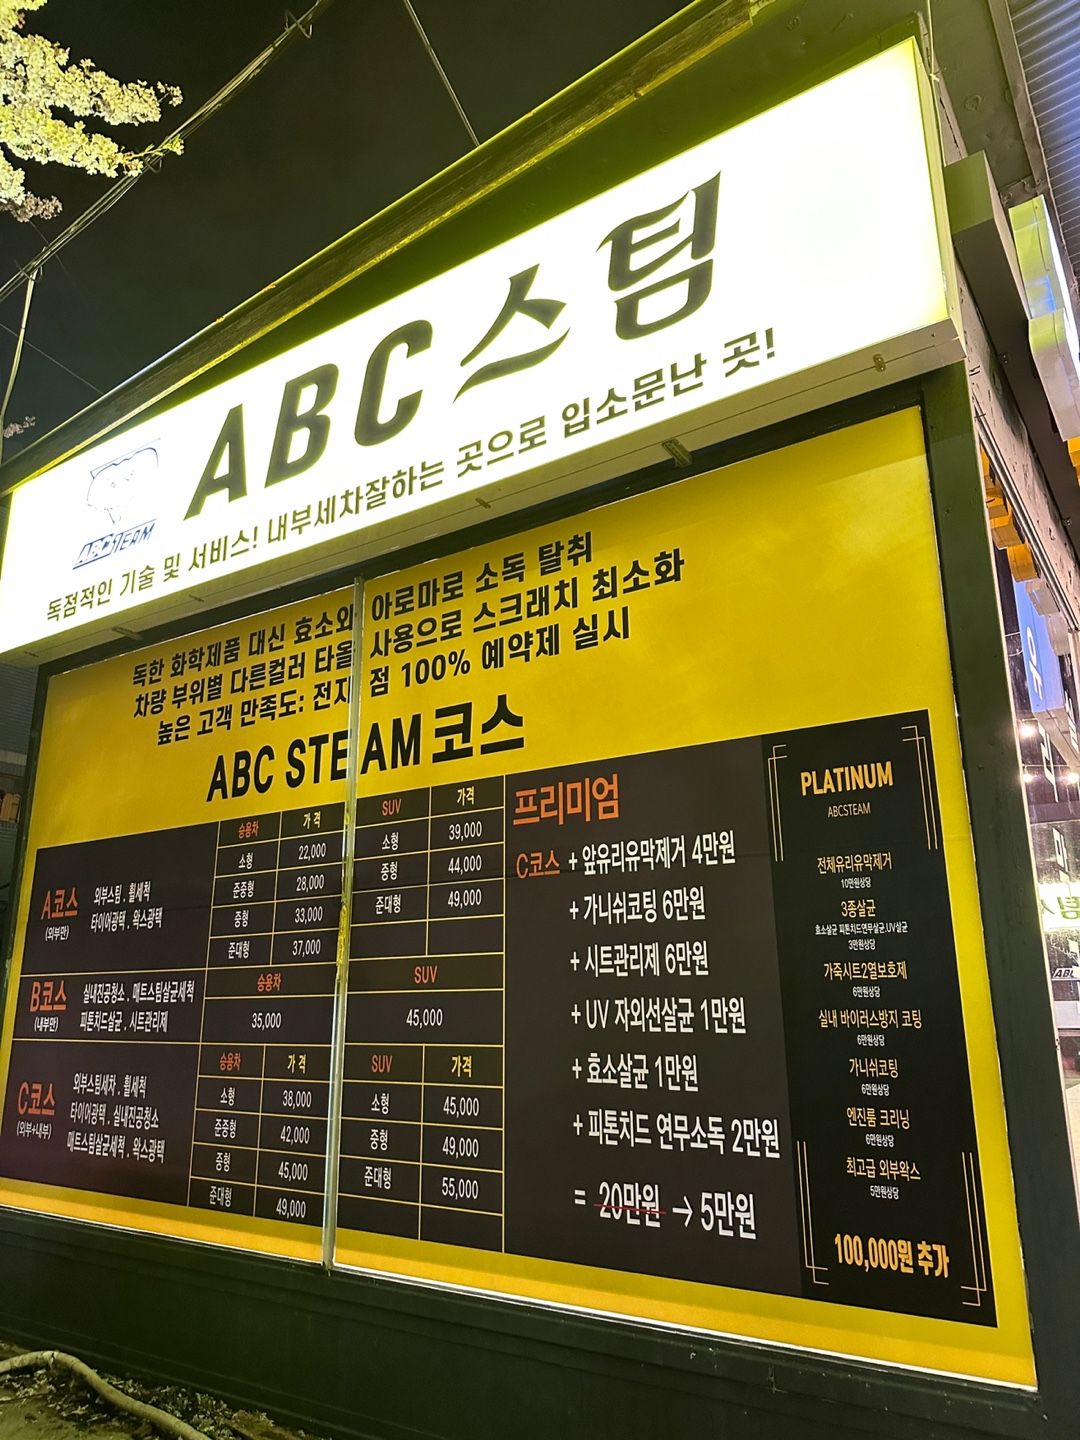 ABC스팀
ABCSTEAM
독점적인 기술 및 서비스! 내부세차잘하는 곳으로 입소문난 곳!
독한 화학제품 대신 효소와 아로마로 소독 탈취
차량 부위별 다른컬러 타올 사용으로 스크래치 최소화
높은 고객 만족도: 전지점 100% 예약제 실시
ABC STEAM 코스
A코스
(외부만)
외부스팀 . 휠세척
타이어광택 . 왁스광택
승용차 가격 SUV 가격
소형 22,000 소형 39,000
준중형 28,000 중형 44,000
중형 33,000 준대형 49,000
준대형 37,000
B코스
(내부만)
실내진공청소 . 매트스팀살균세척
피톤치드살균 . 시트관리제
승용차 SUV
35,000 45,000
C코스
(외부+내부)
외부스팀세차 . 휠세척
타이어광택 . 실내진공청소
매트스팀살균세척 . 왁스광택
승용차 가격 SUV 가격
소형 38,000 소형 45,000
준중형 42,000 중형 49,000
중형 45,000 준대형 55,000
준대형 49,000
프리미엄
C코스 + 앞유리유막제거 4만원
+ 가니쉬코팅 6만원
+ 시트관리제 6만원
+ UV 자외선살균 1만원
+ 효소살균 1만원
+ 피톤치드 연무소독 2만원
= 20만원 → 5만원
PLATINUM
ABCSTEAM
전체유리유막제거
10만원상당
3종살균
효소살균 피톤치드연무살균.UV살균
3만원상당
가죽시트2열보호제
6만원상당
실내 바이러스방지 코팅
6만원상당
가니쉬코팅
6만원상당
엔진룸 크리닝
6만원상당
최고급 외부왁스
5만원상당
100,000원 추가